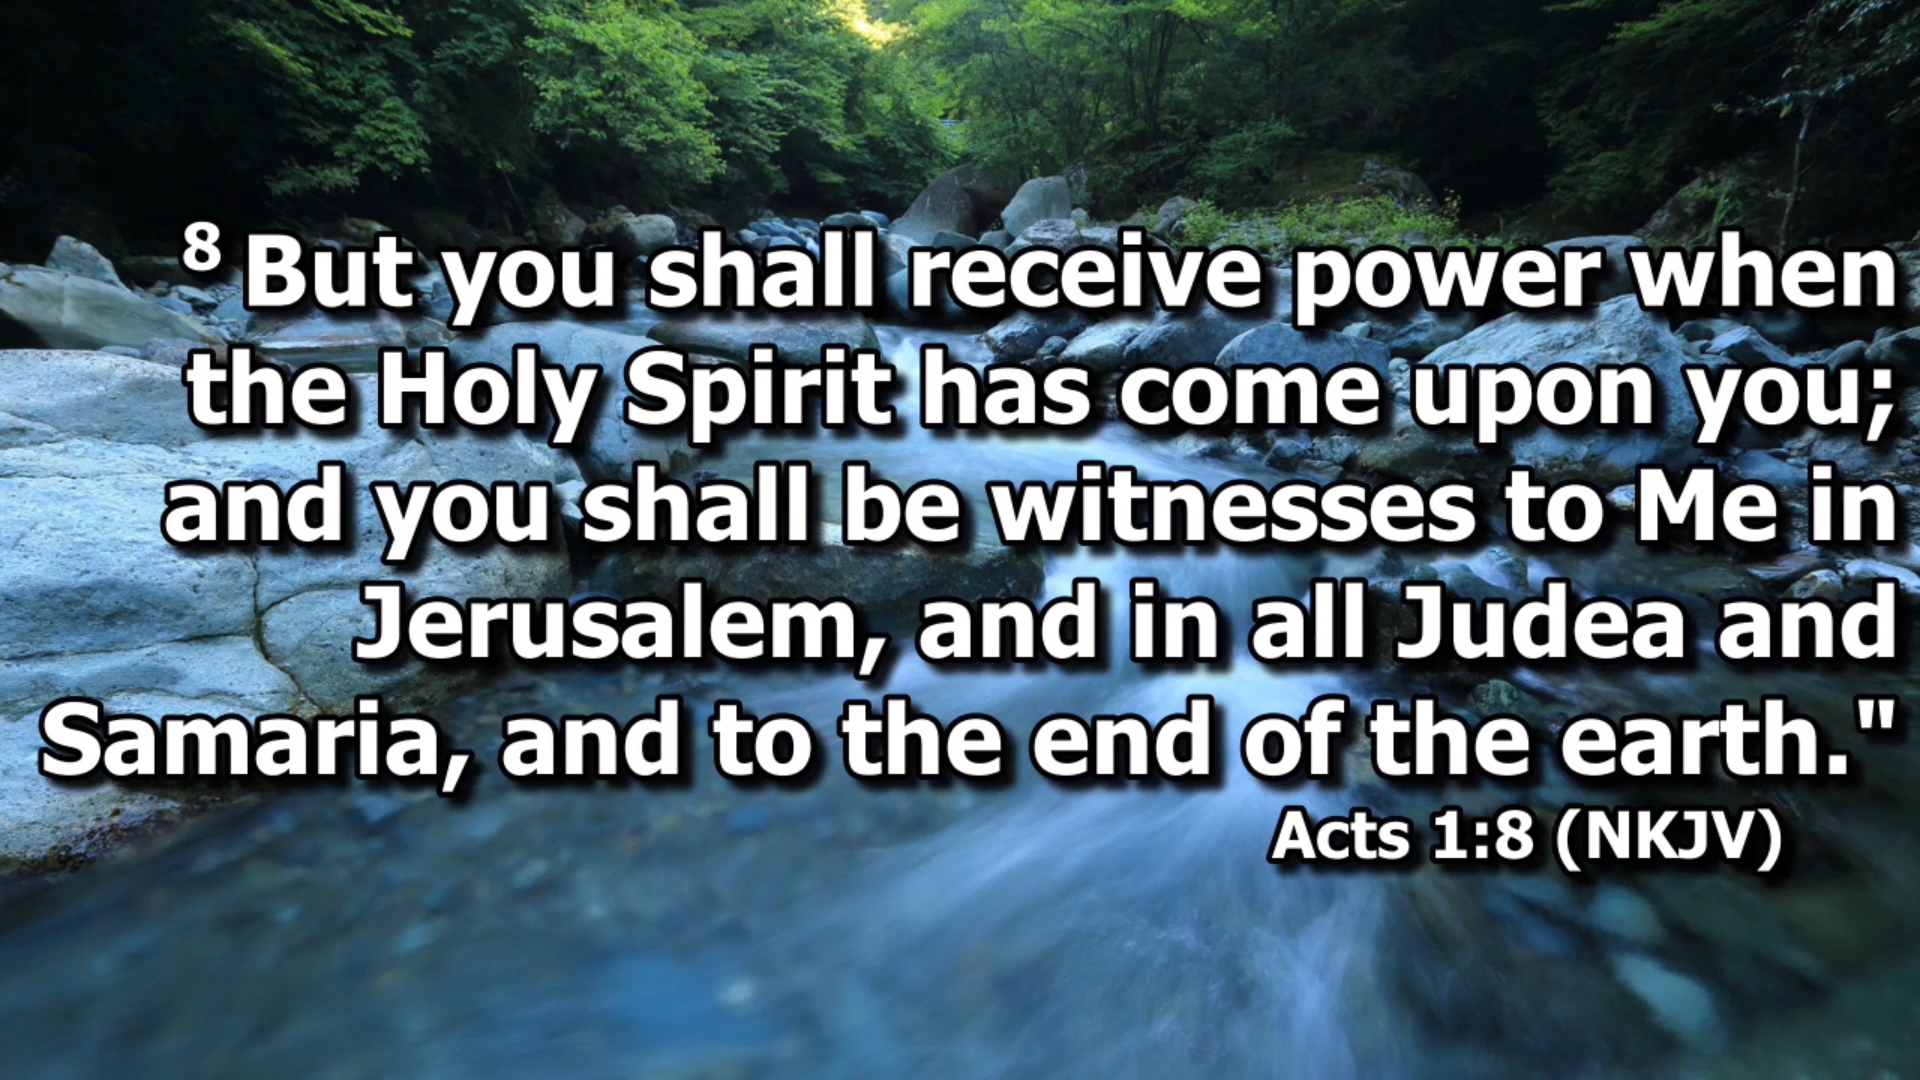 8 But you shall receive power when
the Holy Spirit has come upon you;
and you shall be witnesses to Me in
Jerusalem, and in all Judea and
Samaria, and to the end of the earth."
Acts 1:8 (NKJV)